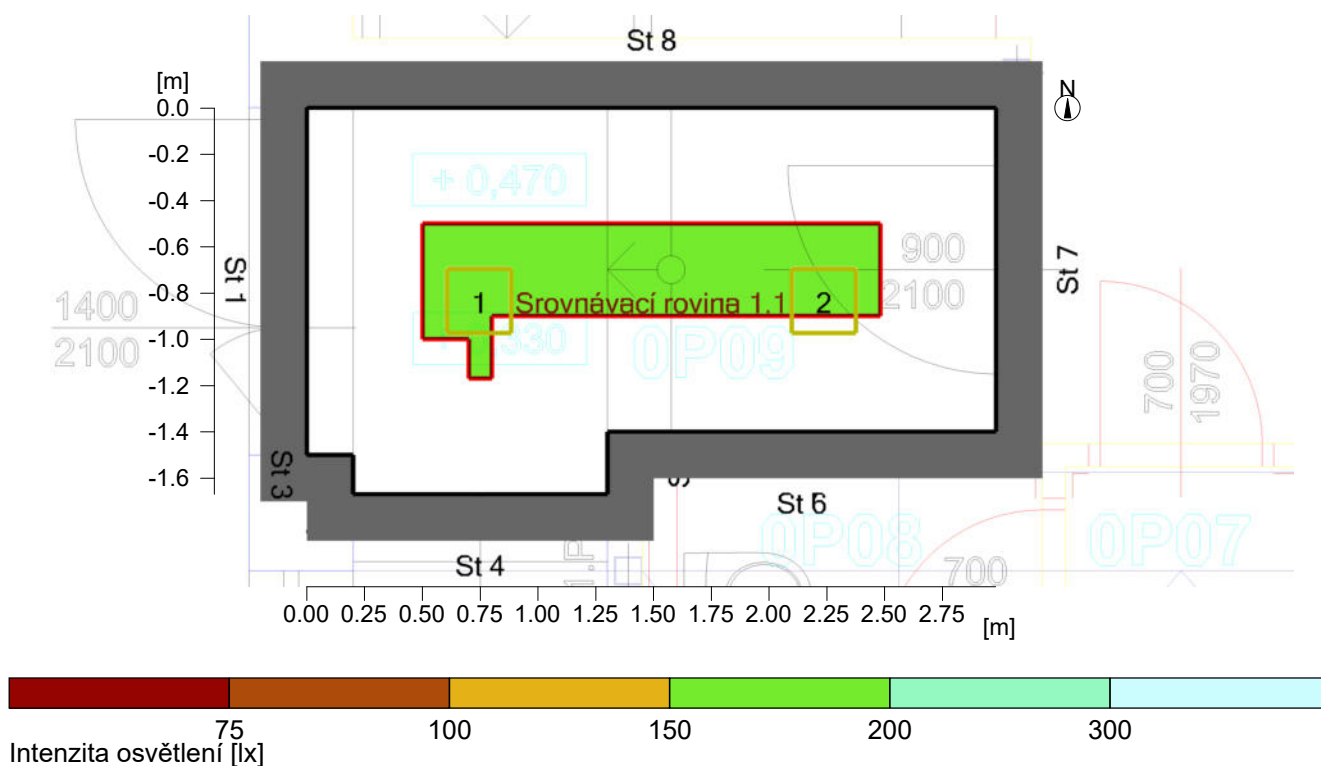 St 8
[m]
N
0.0
-0.2
-0.4
-0.6
-0.8
-1.0
-1.2
-1.4
-1.6
+ 0,470
900
2100
St 1
St 7
1400
2100
1
Srovnávací rovina 1.1
2
330
0P09
700
1970
St 3
St 6
0P08
0P07
St 4
1.P
700
0.00 0.25 0.50 0.75 1.00 1.25 1.50 1.75 2.00 2.25 2.50 2.75
[m]
75 100 150 200 300
Intenzita osvětlení [lx]